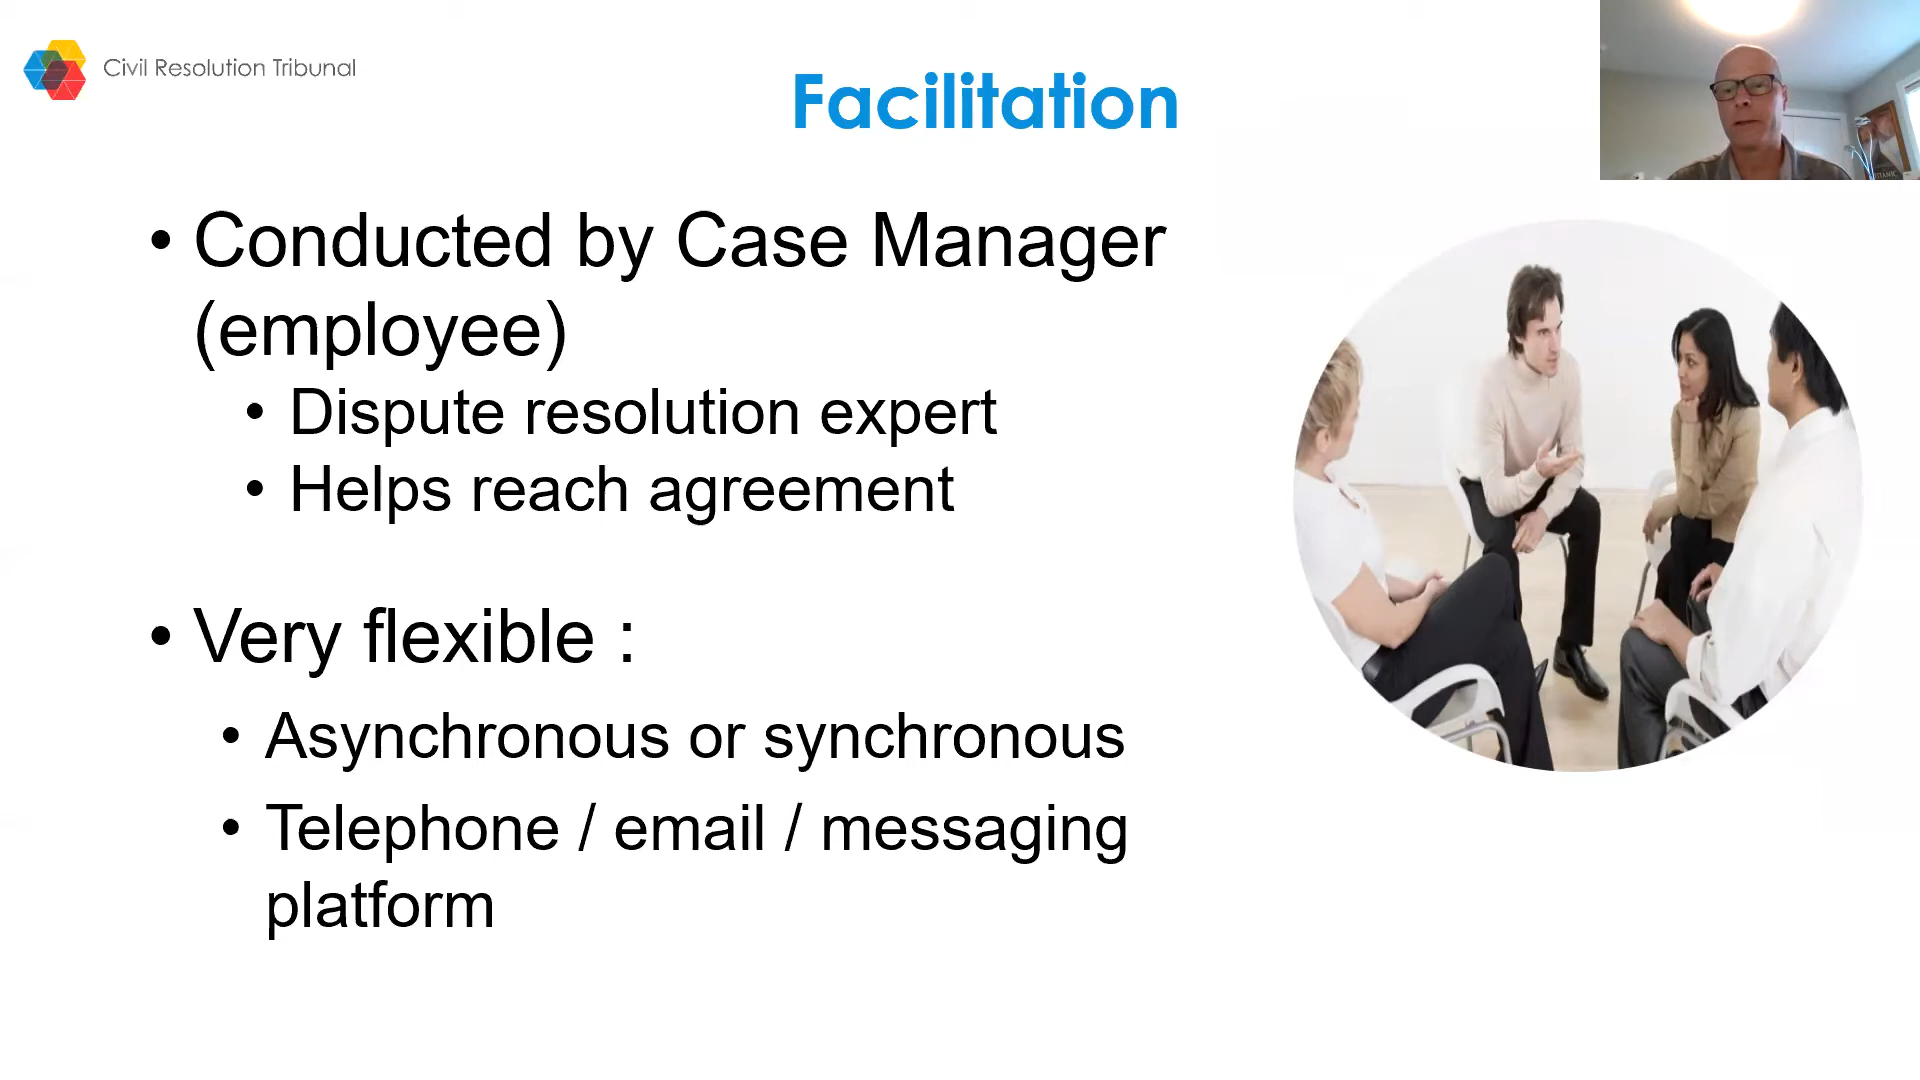 Civil Resolution Tribunal
Facilitation
• Conducted by Case Manager
(employee)
• Dispute resolution expert
• Helps reach agreement
• Very flexible :
• Asynchronous or synchronous
• Telephone / email / messaging
platform